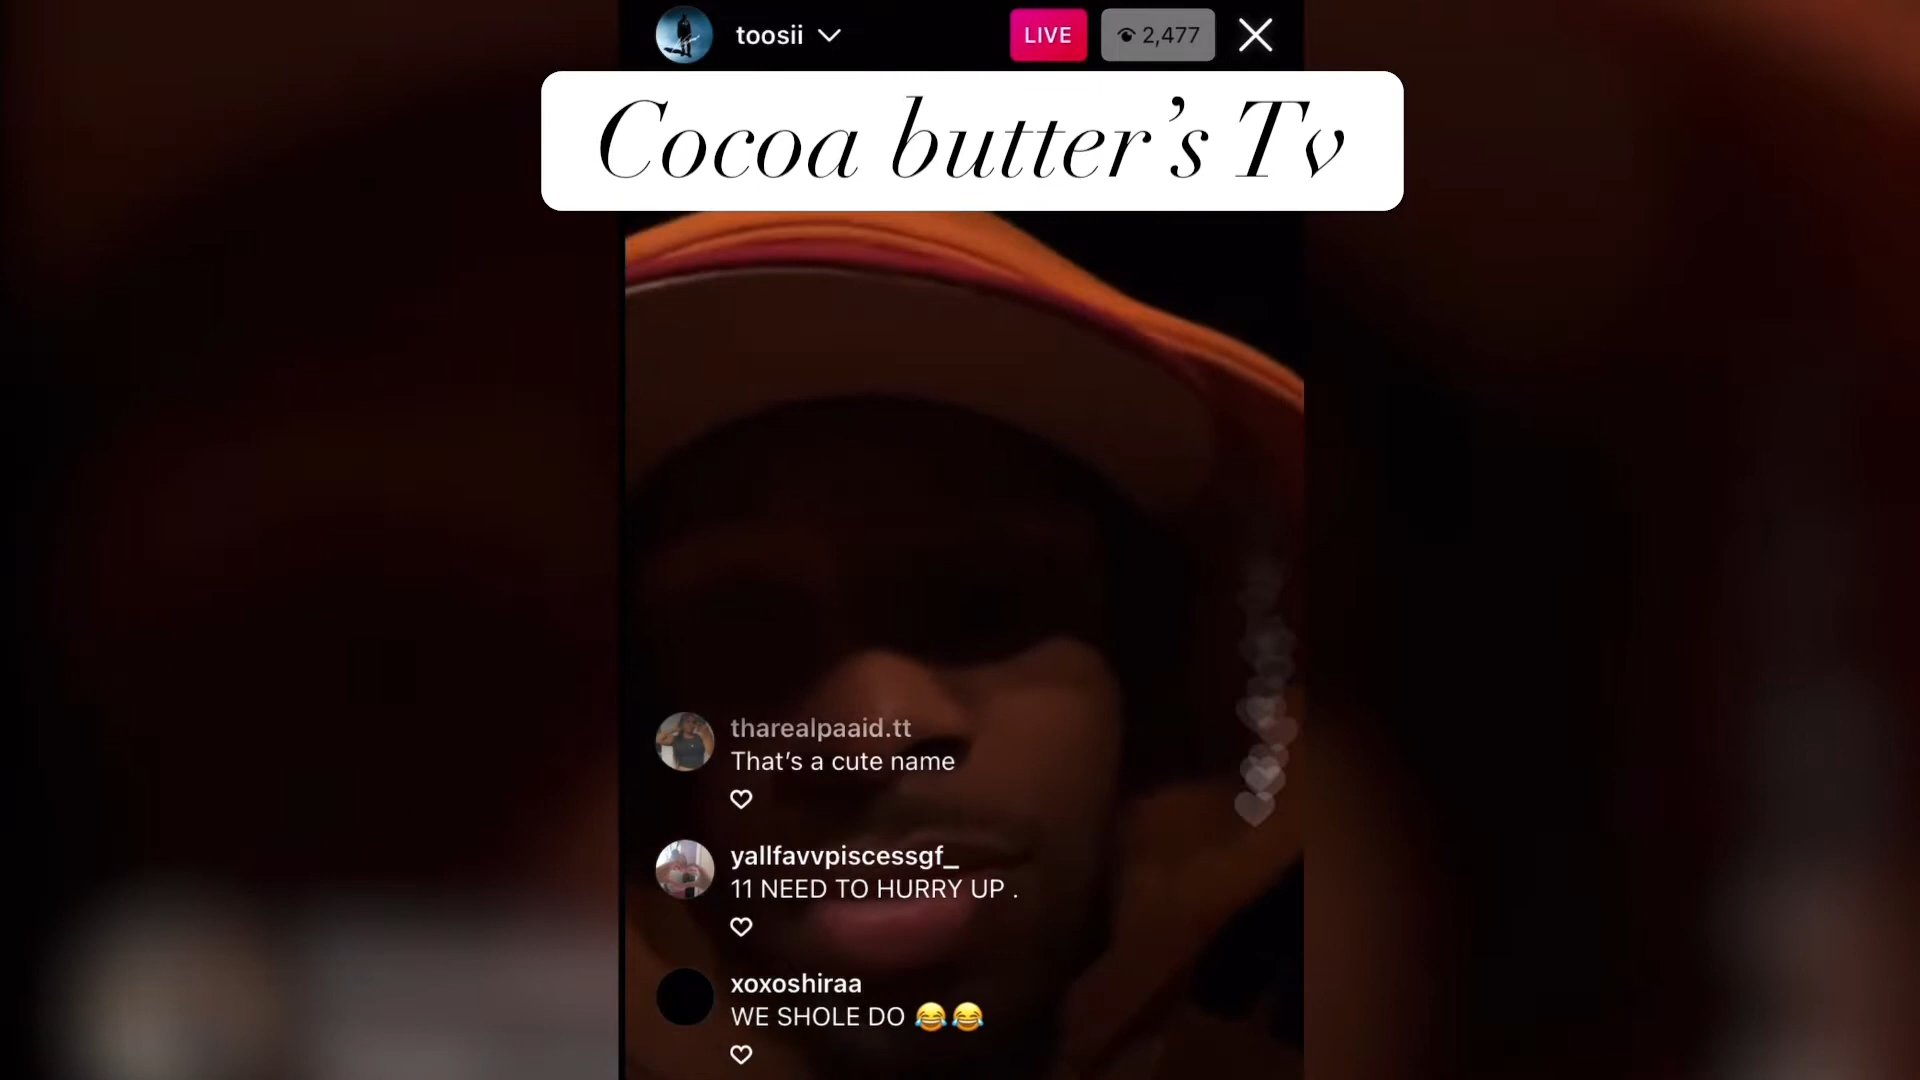 toosii
LIVE
2,477
Cocoa butter’s Tv
tharealpaaid.tt
That’s a cute name
yallfavvpiscessgf_
11 NEED TO HURRY UP .
xoxoshiraa
WE SHOLE DO 😂😂